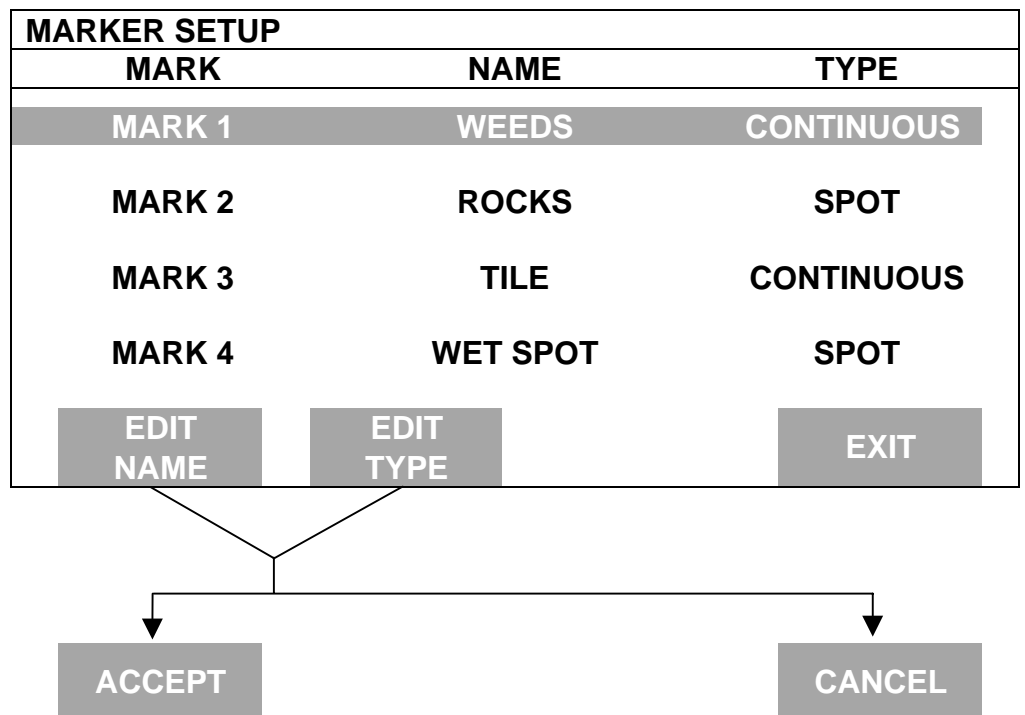 MARKER SETUP
MARK NAME TYPE
MARK 1 WEEDS CONTINUOUS
MARK 2 ROCKS SPOT
MARK 3 TILE CONTINUOUS
MARK 4 WET SPOT SPOT
EDIT
NAME
EDIT
TYPE
EXIT
ACCEPT
CANCEL